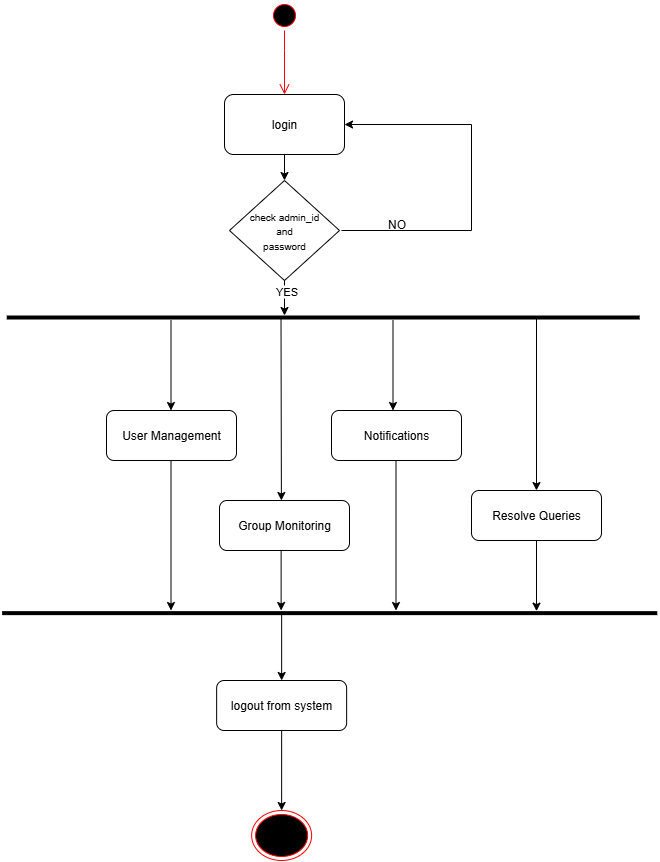 login
check admin_id
and
password
NO
YES
User Management
Notifications
Group Monitoring
Resolve Queries
logout from system